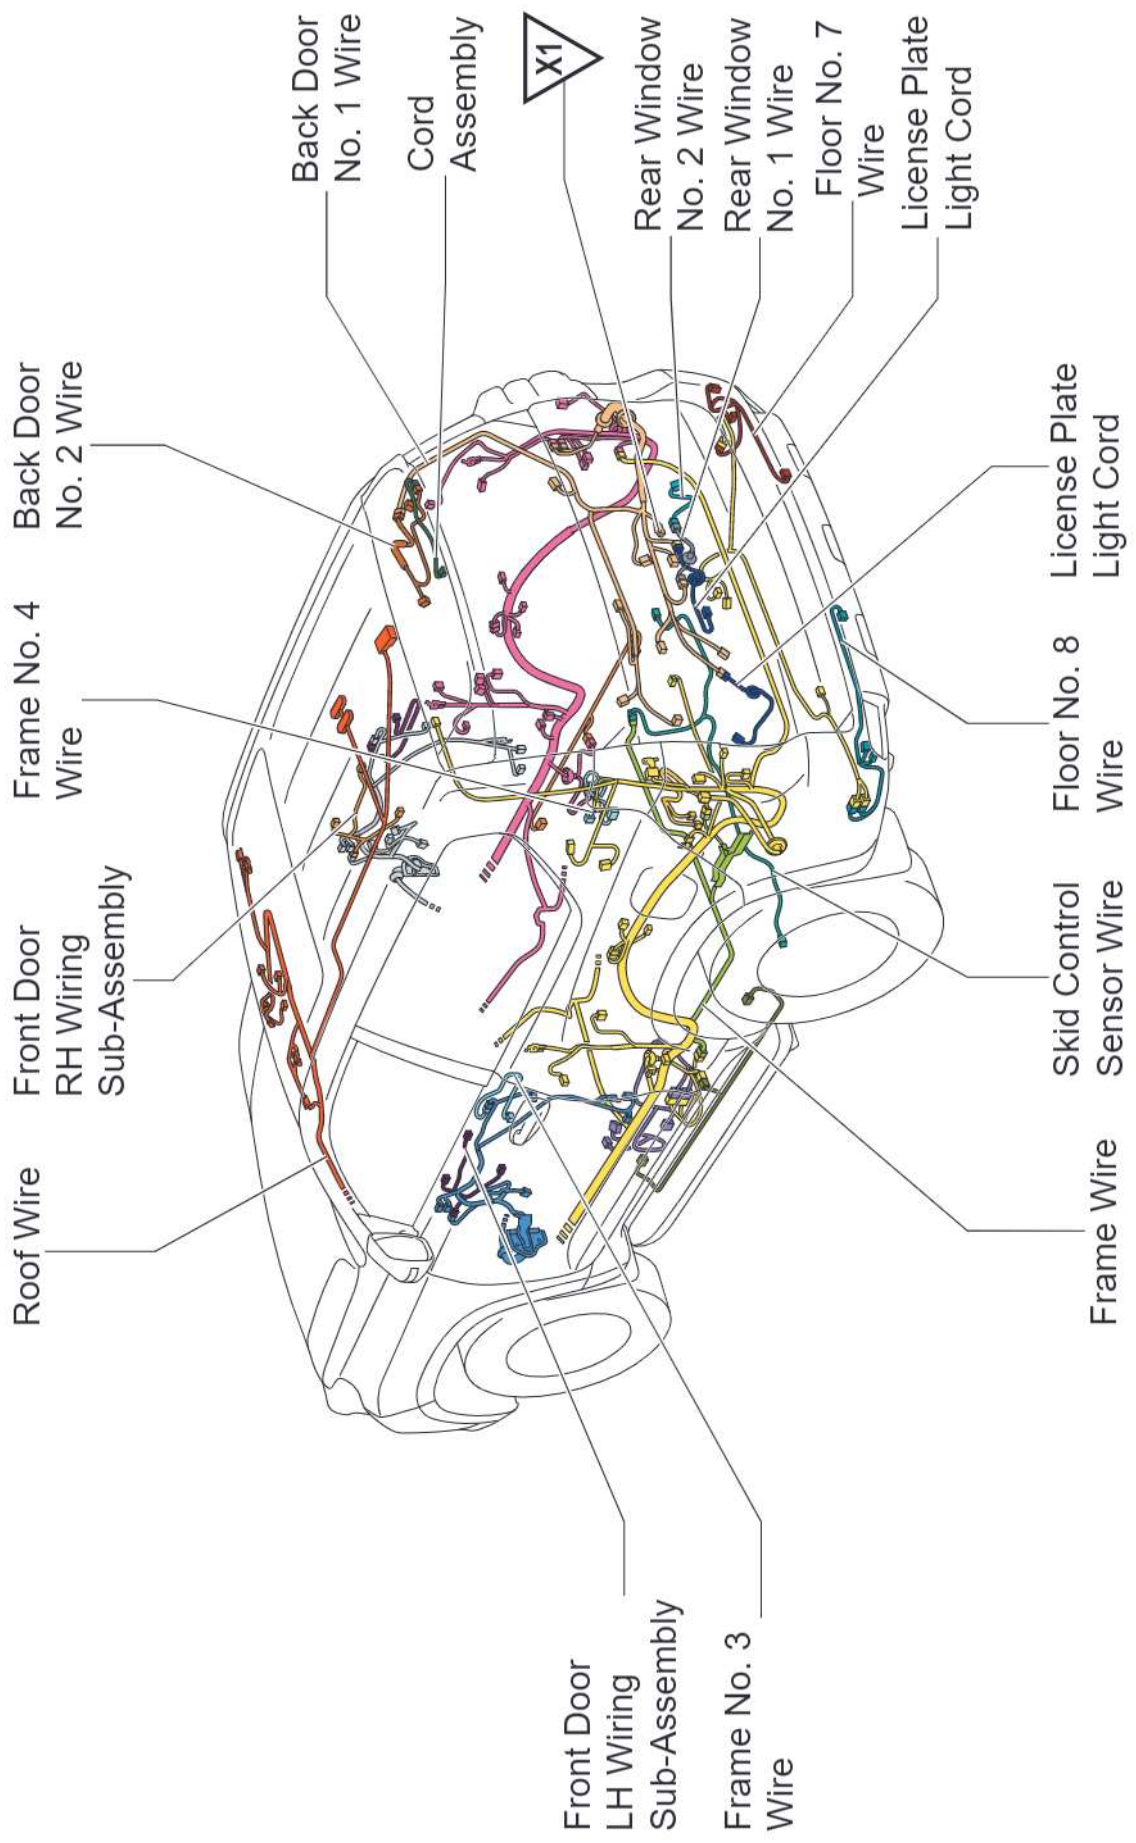 Roof Wire
Front Door
RH Wiring
Sub-Assembly
Frame No. 4
Wire
Back Door
No. 2 Wire
Back Door
No. 1 Wire
Cord
Assembly
X1
Rear Window
No. 2 Wire
Rear Window
No. 1 Wire
Floor No. 7
Wire
License Plate
Light Cord
Front Door
LH Wiring
Sub-Assembly
Frame No. 3
Wire
Frame Wire
Skid Control
Sensor Wire
Floor No. 8
Wire
License Plate
Light Cord